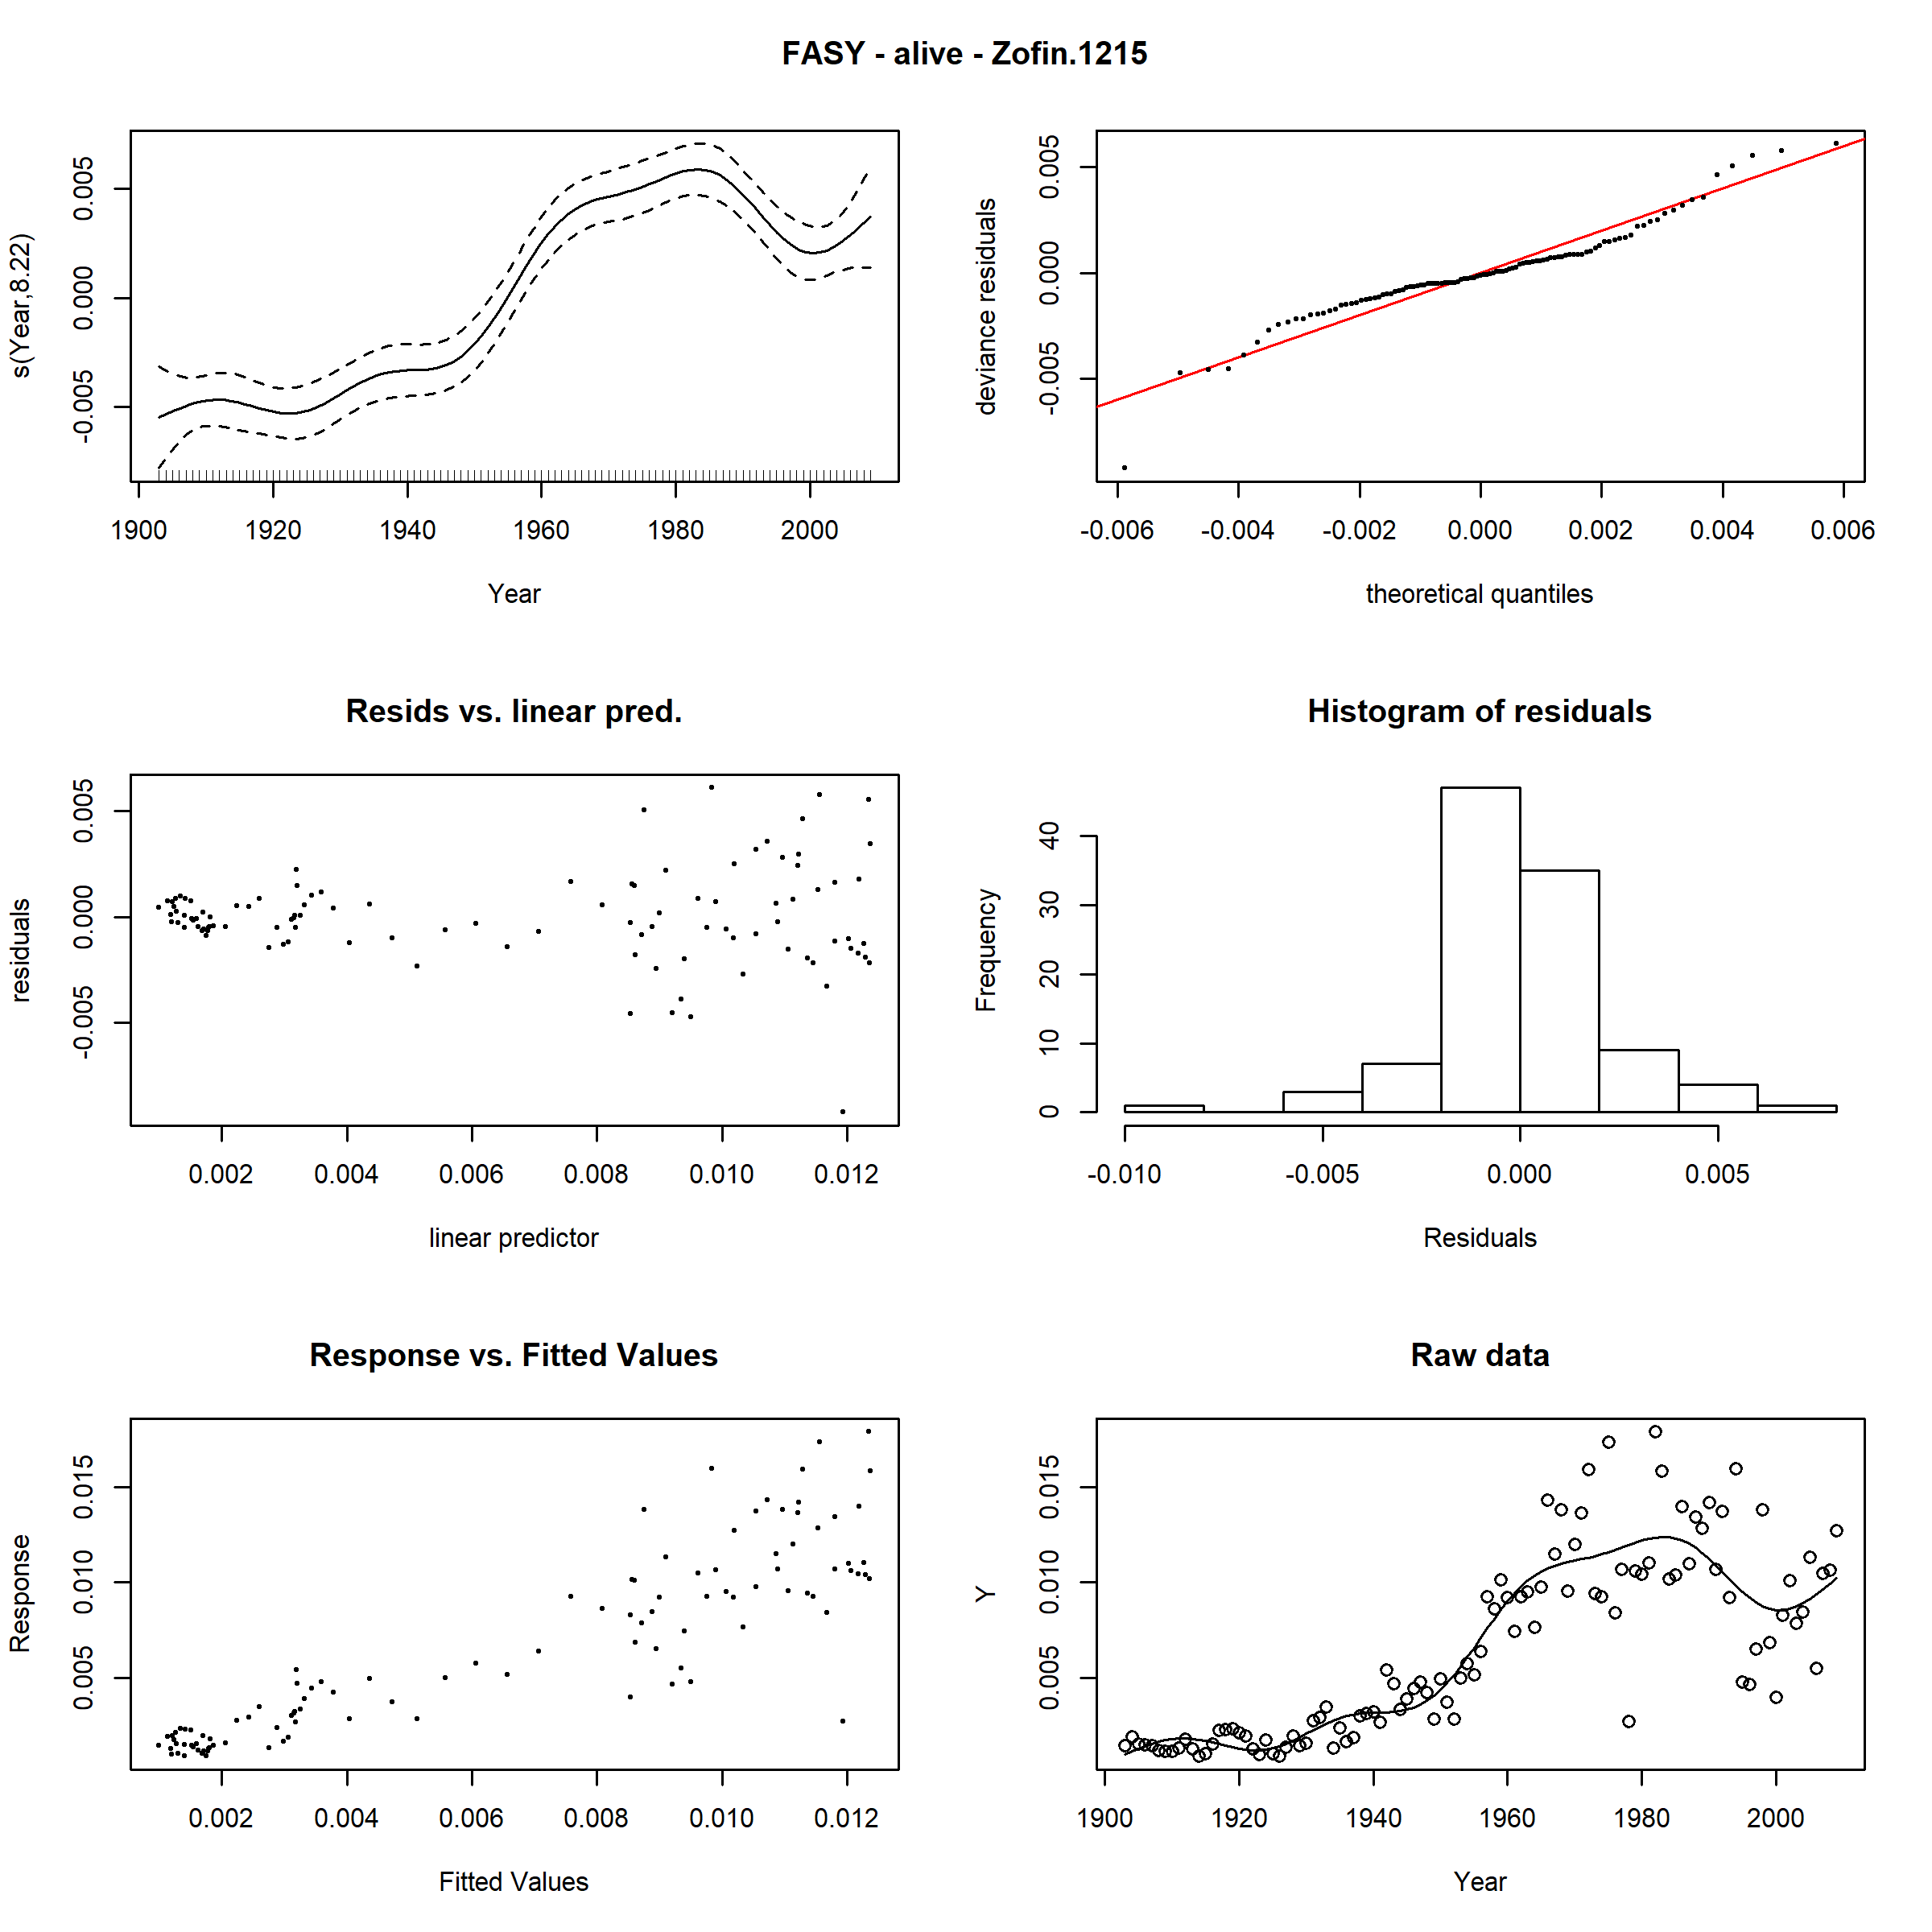 FASY - alive - Zofin.1215
s(Year,8.22)
0.005
0.000
-0.005
1900 1920 1940 1960 1980 2000
Year
deviance residuals
0.005
0.000
-0.005
-0.006 -0.004 -0.002 0.000 0.002 0.004 0.006
theoretical quantiles
Resids vs. linear pred.
residuals
0.005
0.000
-0.005
0.002 0.004 0.006 0.008 0.010 0.012
linear predictor
Histogram of residuals
Frequency
40
30
20
10
0
-0.010 -0.005 0.000 0.005
Residuals
Response vs. Fitted Values
Response
0.015
0.010
0.005
0.002 0.004 0.006 0.008 0.010 0.012
Fitted Values
Raw data
Y
0.015
0.010
0.005
1900 1920 1940 1960 1980 2000
Year